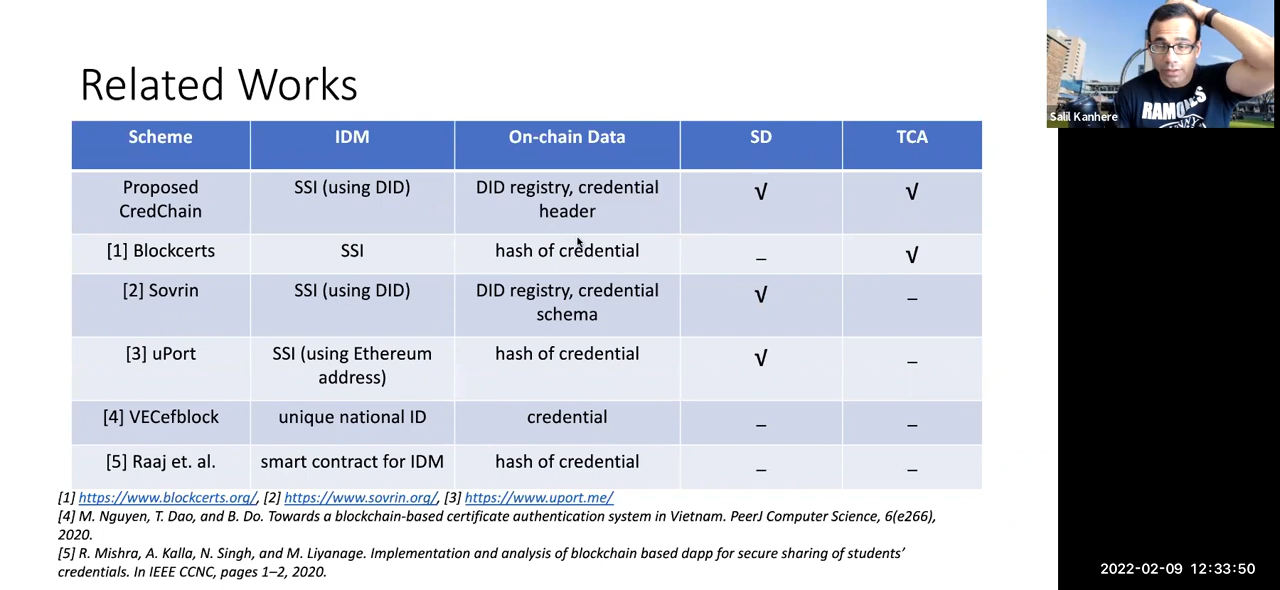 Related Works
Scheme IDM On-chain Data SD TCA
Proposed CredChain SSI (using DID) DID registry, credential header √ √
[1] Blockcerts SSI hash of credential _ √
[2] Sovrin SSI (using DID) DID registry, credential schema √ _
[3] uPort SSI (using Ethereum address) hash of credential √ _
[4] VECefblock unique national ID credential _ _
[5] Raaj et. al. smart contract for IDM hash of credential _ _
[1] https://www.blockcerts.org/, [2] https://www.sovrin.org/, [3] https://www.uport.me/
[4] M. Nguyen, T. Dao, and B. Do. Towards a blockchain-based certificate authentication system in Vietnam. PeerJ Computer Science, 6(e266),
2020.
[5] R. Mishra, A. Kalla, N. Singh, and M. Liyanage. Implementation and analysis of blockchain based dapp for secure sharing of students’
credentials. In IEEE CCNC, pages 1–2, 2020.
RAMONES
Salil Kanhere
2022-02-09 12:33:50